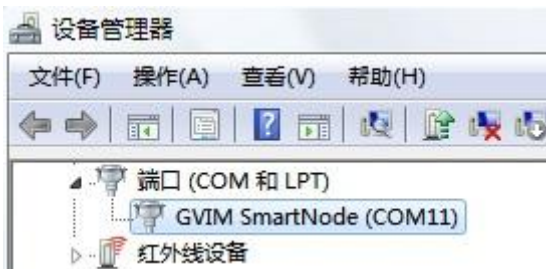 设备管理器
文件(F) 操作(A) 查看(V) 帮助(H)
端口 (COM 和 LPT)
GVIM SmartNode (COM11)
红外线设备